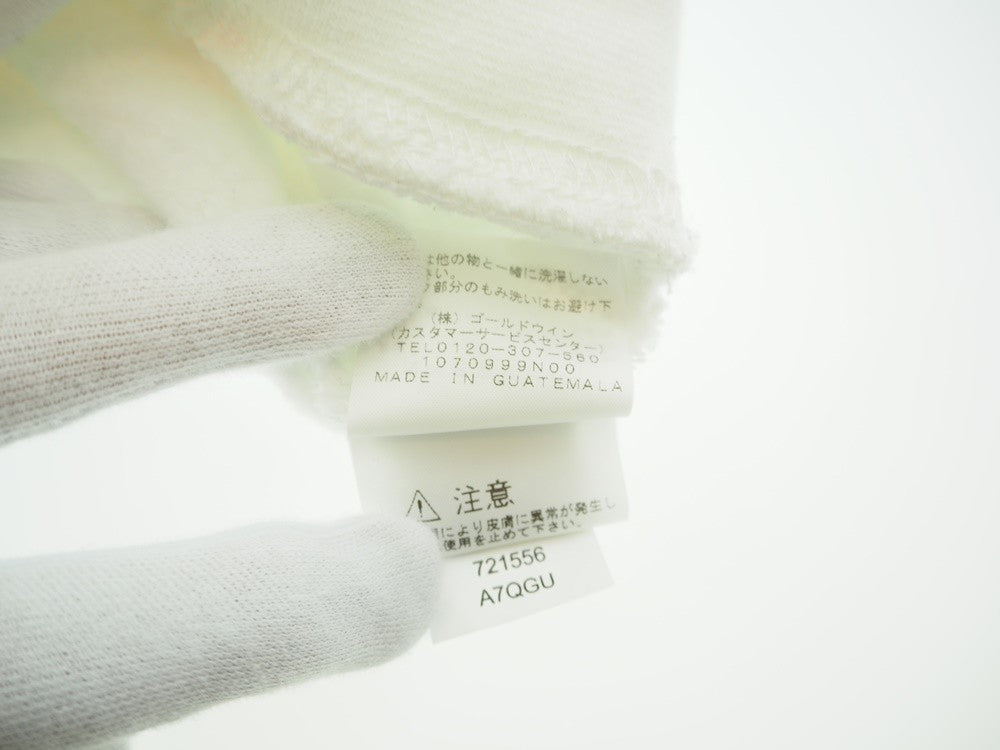 他の物と一緒に洗濯しない
い。
部分のもみ洗いはお避け下
(株)ゴールドウイン
(カスタマーサービスセンター)
TEL0120-307-560
1070999N00
MADE IN GUATEMALA
注意
により皮膚に異常が発生し
使用を止めて下さい。
721556
A7QGU